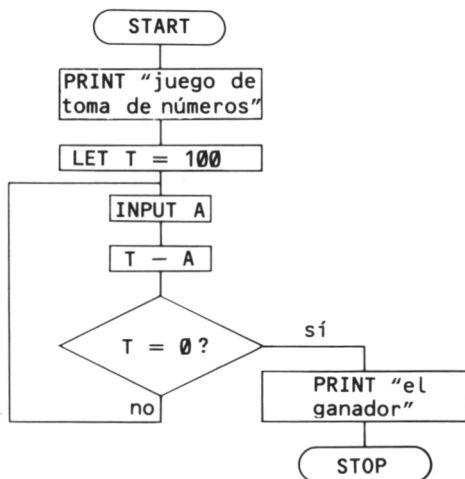 START
PRINT “juego de
toma de números”
LET T = 100
INPUT A
T — A
T = 0?
sí
no
PRINT “el
ganador”
STOP